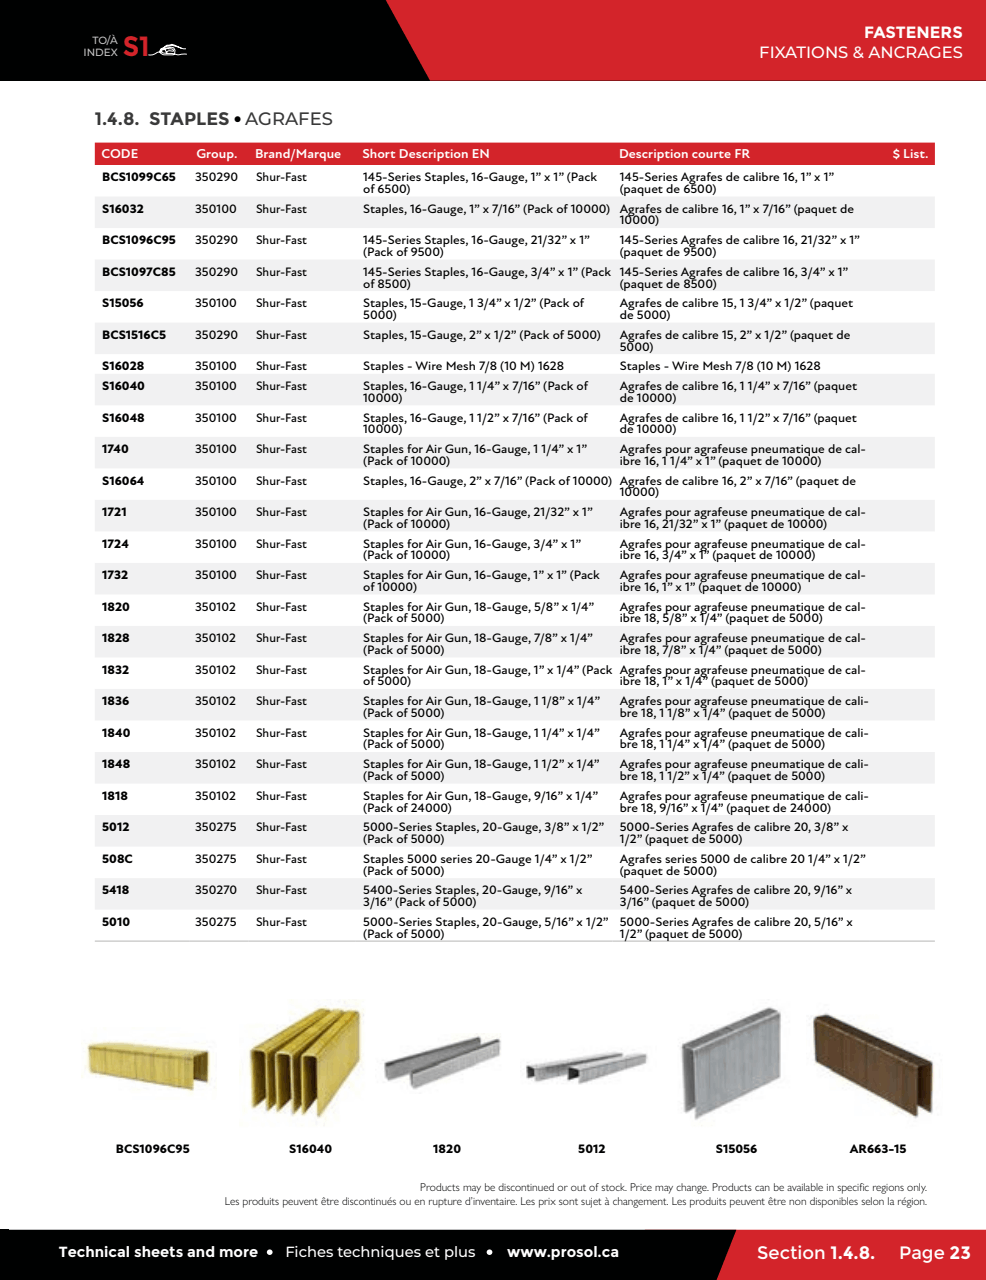 TO/À
INDEX S1
FASTENERS
FIXATIONS & ANCRAGES
1.4.8. STAPLES • AGRAFES
CODE Group. Brand/Marque Short Description EN Description courte FR $ List.
BCS1099C65 350290 Shur-Fast 145-Series Staples, 16-Gauge, 1” x 1” (Pack 145-Series Agrafes de calibre 16, 1” x 1”
of 6500) (paquet de 6500)
S16032 350100 Shur-Fast Staples, 16-Gauge, 1” x 7/16” (Pack of 10000) Agrafes de calibre 16, 1” x 7/16” (paquet de
10000)
BCS1096C95 350290 Shur-Fast 145-Series Staples, 16-Gauge, 21/32” x 1” 145-Series Agrafes de calibre 16, 21/32” x 1”
(Pack of 9500) (paquet de 9500)
BCS1097C85 350290 Shur-Fast 145-Series Staples, 16-Gauge, 3/4” x 1” (Pack 145-Series Agrafes de calibre 16, 3/4” x 1”
of 8500) (paquet de 8500)
S15056 350100 Shur-Fast Staples, 15-Gauge, 1 3/4” x 1/2” (Pack of Agrafes de calibre 15, 1 3/4” x 1/2” (paquet
5000) de 5000)
BCS1516C5 350290 Shur-Fast Staples, 15-Gauge, 2” x 1/2” (Pack of 5000) Agrafes de calibre 15, 2” x 1/2” (paquet de
5000)
S16028 350100 Shur-Fast Staples - Wire Mesh 7/8 (10 M) 1628 Staples - Wire Mesh 7/8 (10 M) 1628
S16040 350100 Shur-Fast Staples, 16-Gauge, 1 1/4” x 7/16” (Pack of Agrafes de calibre 16, 1 1/4” x 7/16” (paquet
10000) de 10000)
S16048 350100 Shur-Fast Staples, 16-Gauge, 1 1/2” x 7/16” (Pack of Agrafes de calibre 16, 1 1/2” x 7/16” (paquet
10000) de 10000)
1740 350100 Shur-Fast Staples for Air Gun, 16-Gauge, 1 1/4” x 1” Agrafes pour agrafeuse pneumatique de cal-
(Pack of 10000) ibre 16, 1 1/4” x 1” (paquet de 10000)
S16064 350100 Shur-Fast Staples, 16-Gauge, 2” x 7/16” (Pack of 10000) Agrafes de calibre 16, 2” x 7/16” (paquet de
10000)
1721 350100 Shur-Fast Staples for Air Gun, 16-Gauge, 21/32” x 1” Agrafes pour agrafeuse pneumatique de cal-
(Pack of 10000) ibre 16, 21/32” x 1” (paquet de 10000)
1724 350100 Shur-Fast Staples for Air Gun, 16-Gauge, 3/4” x 1” Agrafes pour agrafeuse pneumatique de cal-
(Pack of 10000) ibre 16, 3/4” x 1” (paquet de 10000)
1732 350100 Shur-Fast Staples for Air Gun, 16-Gauge, 1” x 1” (Pack Agrafes pour agrafeuse pneumatique de cal-
of 10000) ibre 16, 1” x 1” (paquet de 10000)
1820 350102 Shur-Fast Staples for Air Gun, 18-Gauge, 5/8” x 1/4” Agrafes pour agrafeuse pneumatique de cal-
(Pack of 5000) ibre 18, 5/8” x 1/4” (paquet de 5000)
1828 350102 Shur-Fast Staples for Air Gun, 18-Gauge, 7/8” x 1/4” Agrafes pour agrafeuse pneumatique de cal-
(Pack of 5000) ibre 18, 7/8” x 1/4” (paquet de 5000)
1832 350102 Shur-Fast Staples for Air Gun, 18-Gauge, 1” x 1/4” (Pack Agrafes pour agrafeuse pneumatique de cal-
of 5000) ibre 18, 1” x 1/4” (paquet de 5000)
1836 350102 Shur-Fast Staples for Air Gun, 18-Gauge, 1 1/8” x 1/4” Agrafes pour agrafeuse pneumatique de cali-
(Pack of 5000) bre 18, 1 1/8” x 1/4” (paquet de 5000)
1840 350102 Shur-Fast Staples for Air Gun, 18-Gauge, 1 1/4” x 1/4” Agrafes pour agrafeuse pneumatique de cali-
(Pack of 5000) bre 18, 1 1/4” x 1/4” (paquet de 5000)
1848 350102 Shur-Fast Staples for Air Gun, 18-Gauge, 1 1/2” x 1/4” Agrafes pour agrafeuse pneumatique de cali-
(Pack of 5000) bre 18, 1 1/2” x 1/4” (paquet de 5000)
1818 350102 Shur-Fast Staples for Air Gun, 18-Gauge, 9/16” x 1/4” Agrafes pour agrafeuse pneumatique de cali-
(Pack of 24000) bre 18, 9/16” x 1/4” (paquet de 24000)
5012 350275 Shur-Fast 5000-Series Staples, 20-Gauge, 3/8” x 1/2” 5000-Series Agrafes de calibre 20, 3/8” x
(Pack of 5000) 1/2” (paquet de 5000)
508C 350275 Shur-Fast Staples 5000 series 20-Gauge 1/4” x 1/2” Agrafes series 5000 de calibre 20 1/4” x 1/2”
(Pack of 5000) (paquet de 5000)
5418 350270 Shur-Fast 5400-Series Staples, 20-Gauge, 9/16” x 5400-Series Agrafes de calibre 20, 9/16” x
3/16” (Pack of 5000) 3/16” (paquet de 5000)
5010 350275 Shur-Fast 5000-Series Staples, 20-Gauge, 5/16” x 1/2” 5000-Series Agrafes de calibre 20, 5/16” x
(Pack of 5000) 1/2” (paquet de 5000)
BCS1096C95 S16040 1820 5012 S15056 AR663-15
Products may be discontinued or out of stock. Price may change. Products can be available in specific regions only.
Les produits peuvent être discontinués ou en rupture d’inventaire. Les prix sont sujet à changement. Les produits peuvent être non disponibles selon la région.
Technical sheets and more • Fiches techniques et plus • www.prosol.ca
Section 1.4.8. Page 23